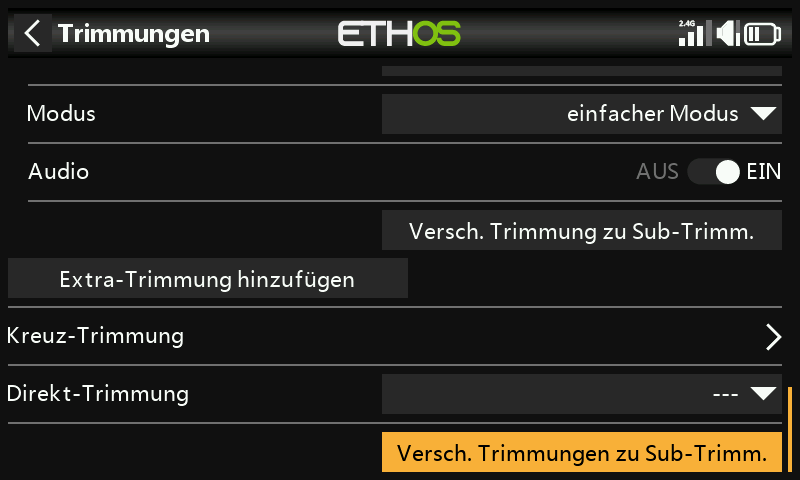 Trimmungen
ETHOS
2.4G
Modus
einfacher Modus
Audio
AUS
EIN
Versch. Trimmung zu Sub-Trimm.
Extra-Trimmung hinzufügen
Kreuz-Trimmung
Direkt-Trimmung
---
Versch. Trimmungen zu Sub-Trimm.